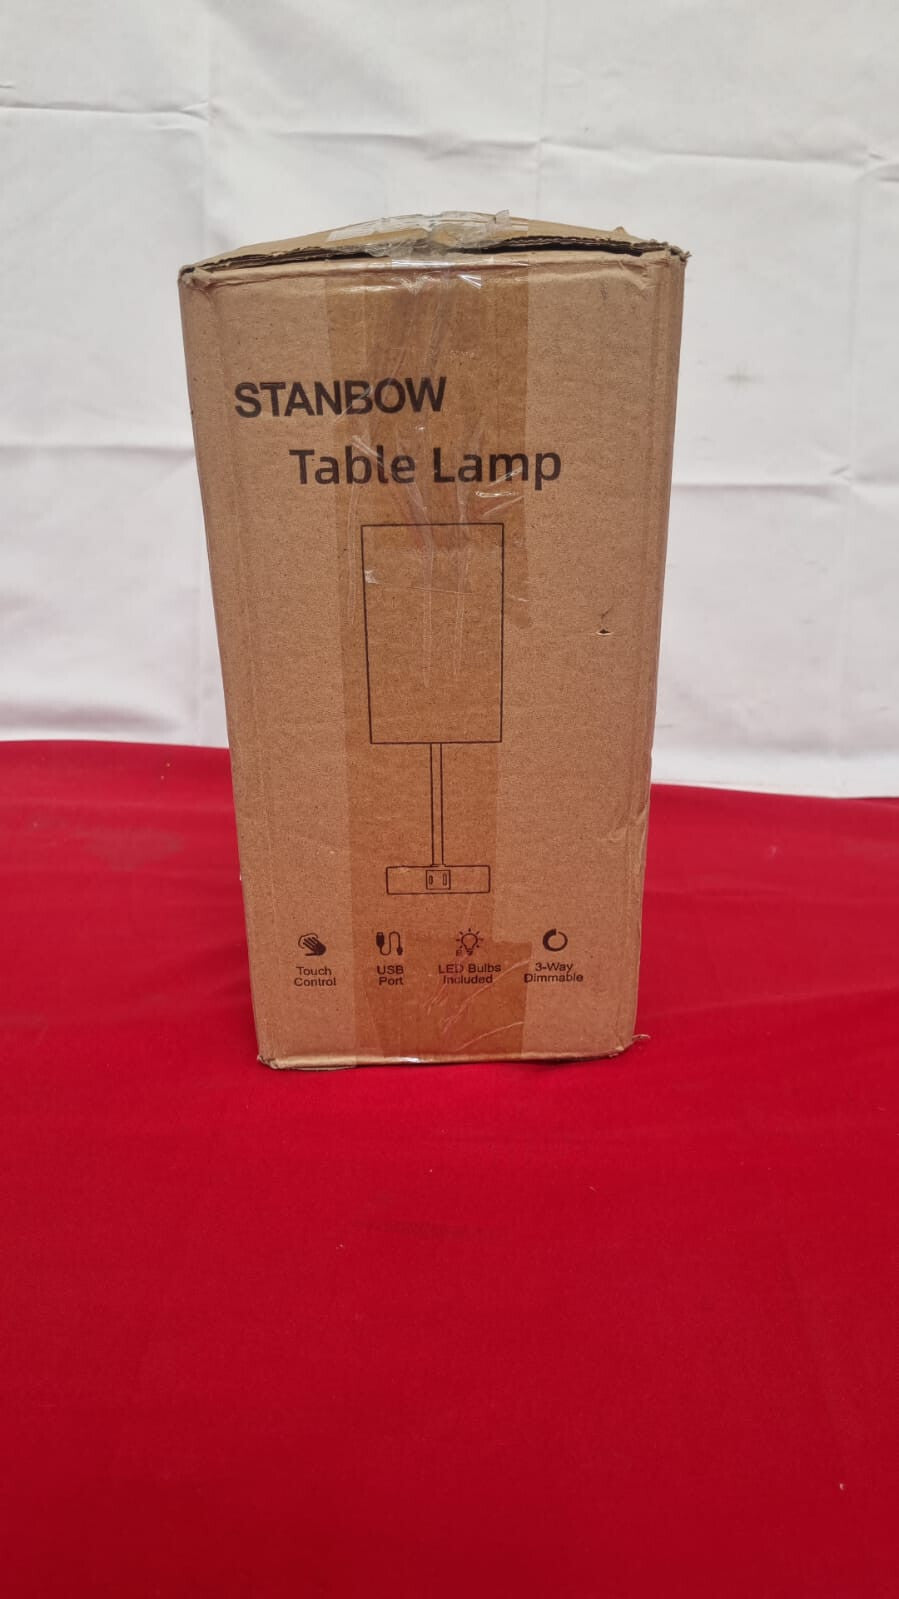 STANBOW
Table Lamp
Touch
Control
USB
Port
LED Bulbs
Included
3-Way
Dimmable